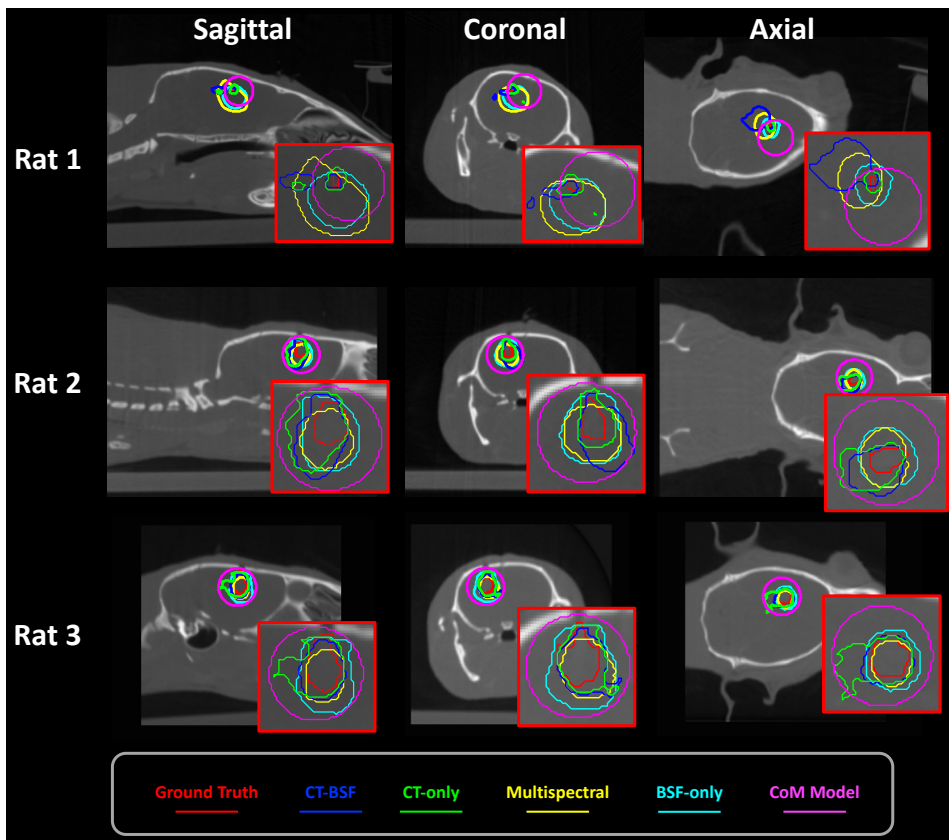 Sagittal Coronal Axial
Rat 1
Rat 2
Rat 3
Ground Truth CT-BSF CT-only Multispectral BSF-only CoM Model